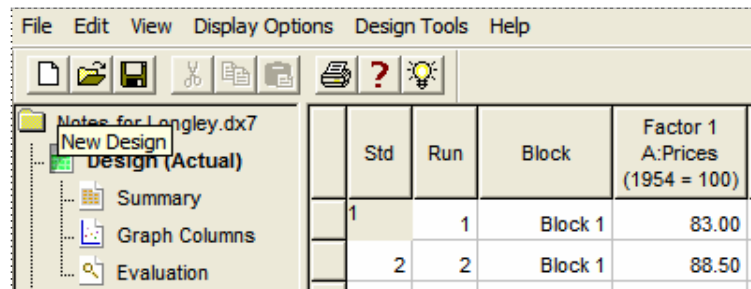 File Edit View Display Options Design Tools Help
?
Notes for Longley.dx7
New Design
Design (Actual)
Summary
Graph Columns
Evaluation
Std Run Block Factor 1
A:Prices
(1954 = 100)
1 1 Block 1 83.00
2 2 Block 1 88.50